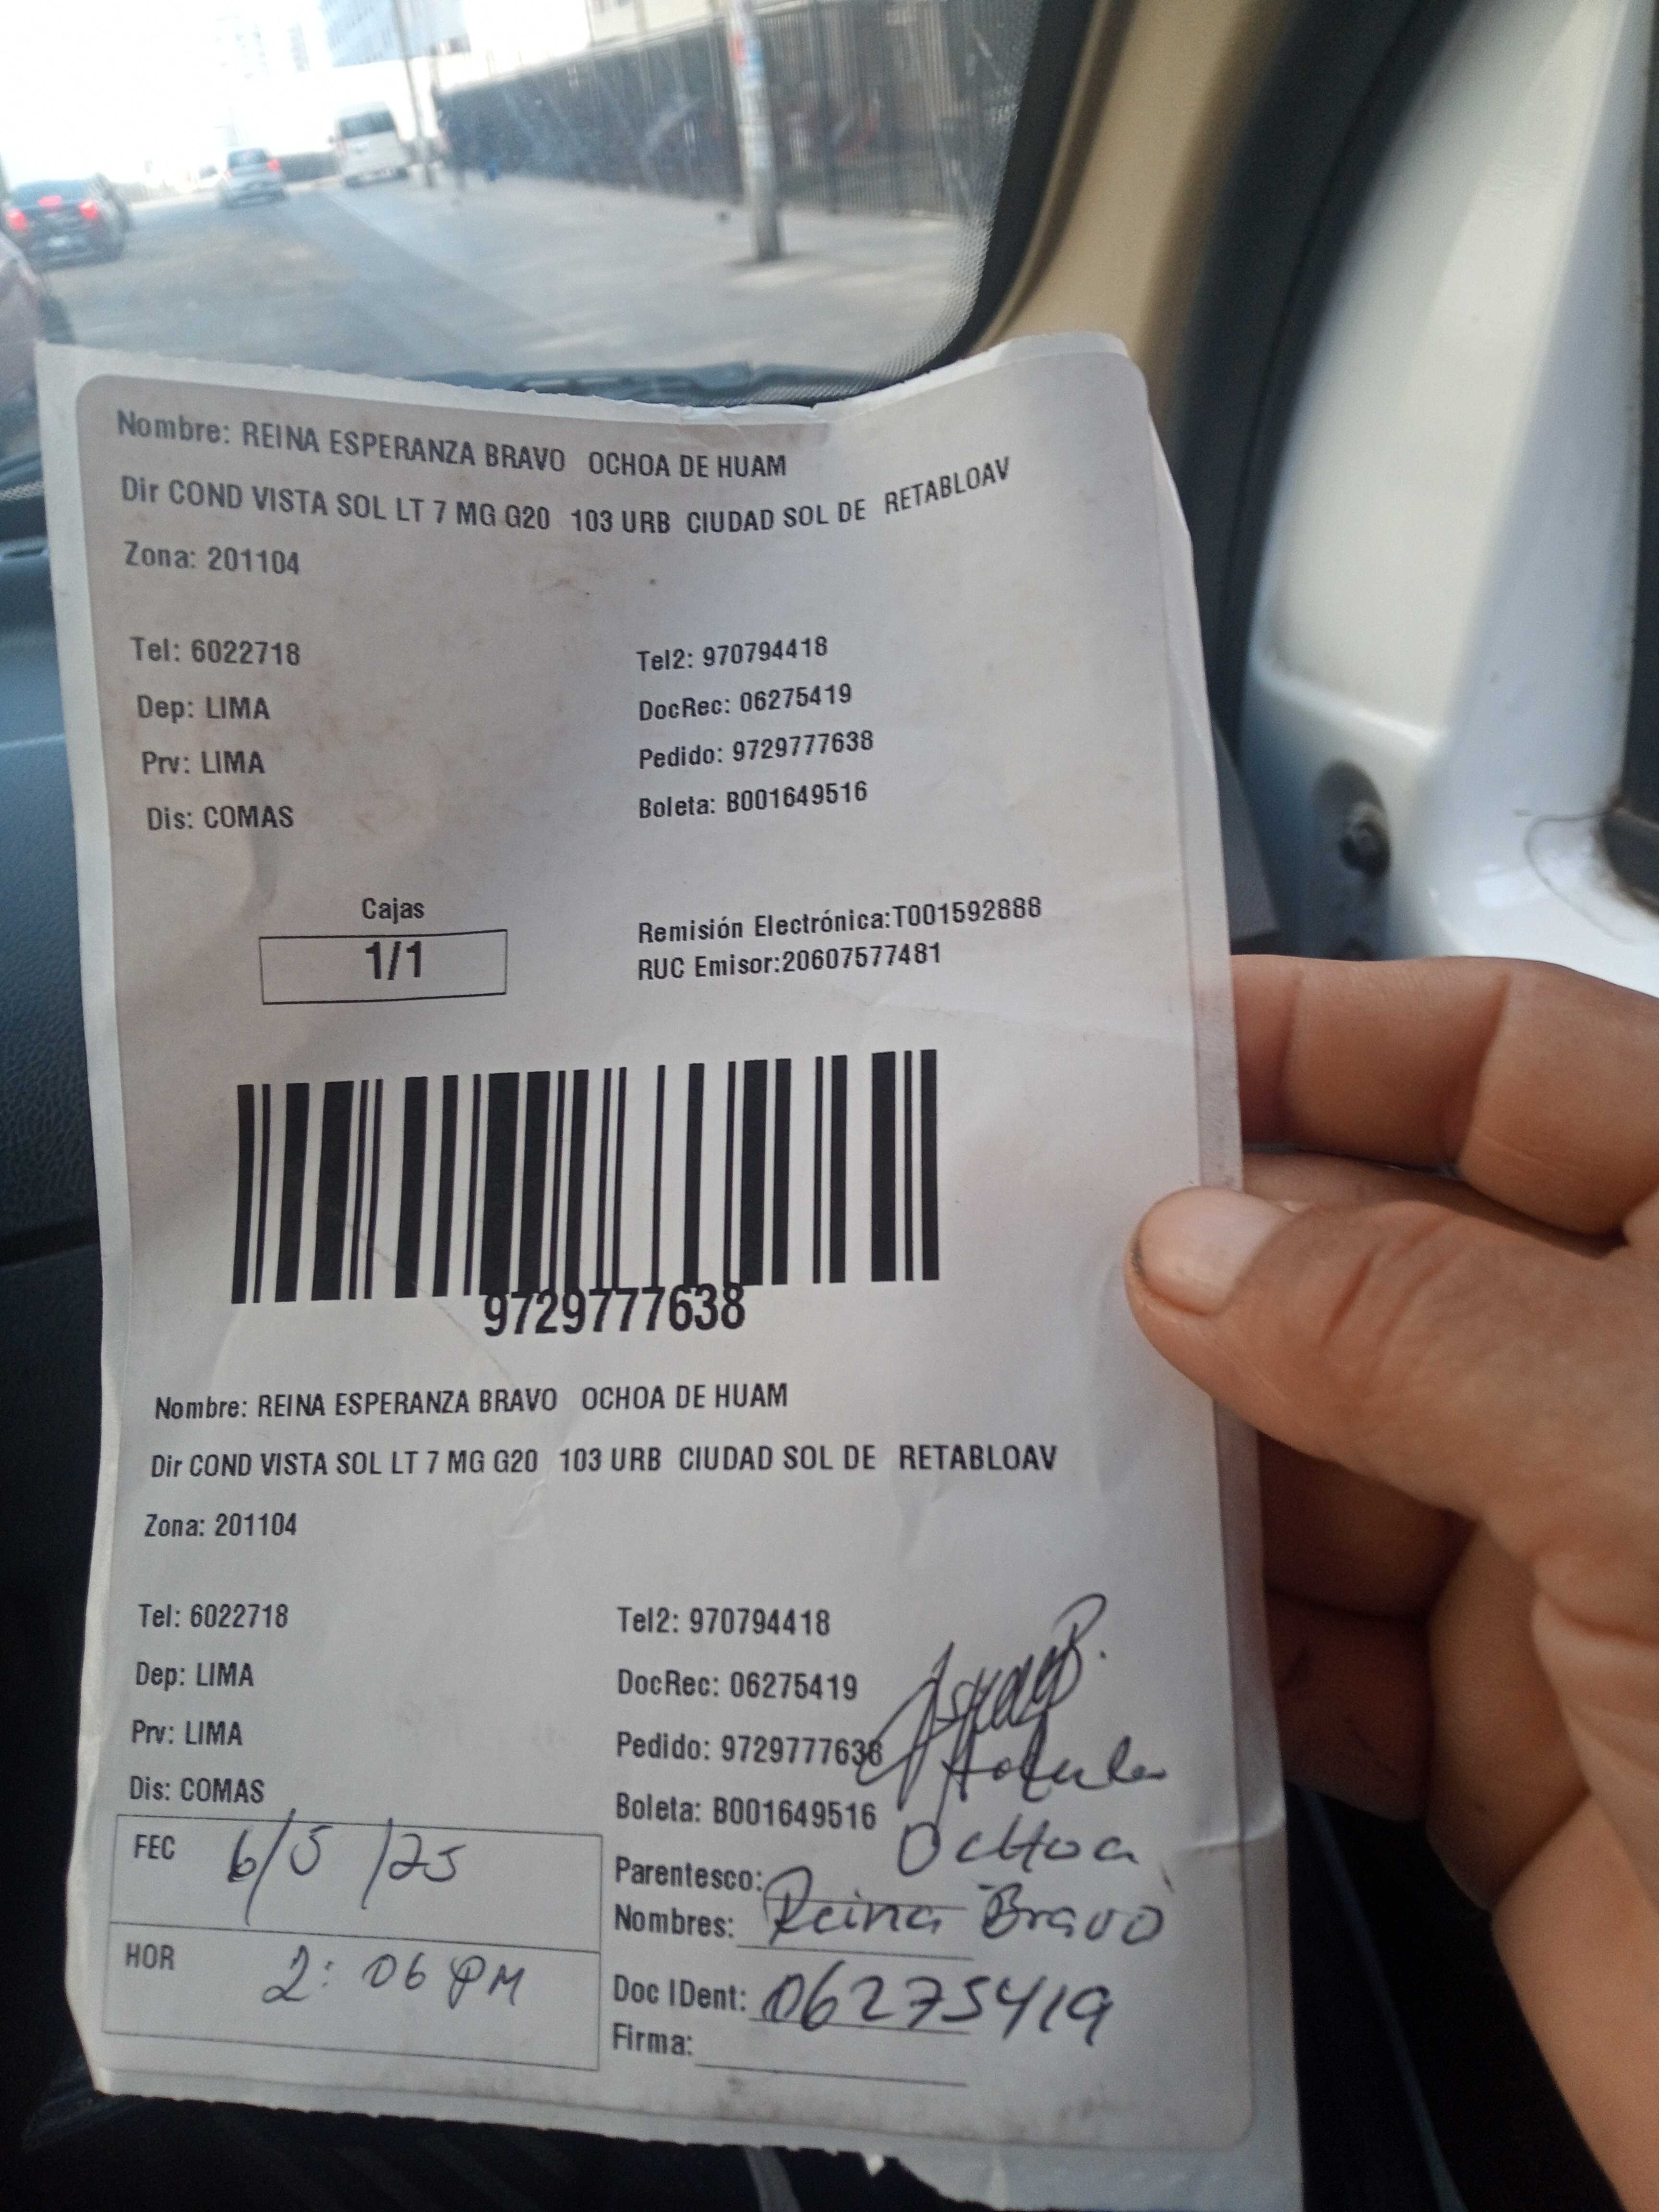 Nombre: REINA ESPERANZA BRAVO OCHOA DE HUAM
Dir COND VISTA SOL LT 7 MG G20 103 URB CIUDAD SOL DE RETABLOAV
Zona: 201104
Tel: 6022718 Tel2: 970794418
Dep: LIMA DocRec: 06275419
Prv: LIMA Pedido: 9729777638
Dis: COMAS Boleta: B001649516
Cajas
1/1
Remisión Electrónica:T001592888
RUC Emisor:20607577481
9729777638
Nombre: REINA ESPERANZA BRAVO OCHOA DE HUAM
Dir COND VISTA SOL LT 7 MG G20 103 URB CIUDAD SOL DE RETABLOAV
Zona: 201104
Tel: 6022718 Tel2: 970794418
Dep: LIMA DocRec: 06275419
Prv: LIMA Pedido: 9729777638
Dis: COMAS Boleta: B001649516
FEC 6/5/25
HOR 2:06 PM
Ochoa
Parentesco:
Nombres: Reina Bravo
Doc IDent: 06275419
Firma: